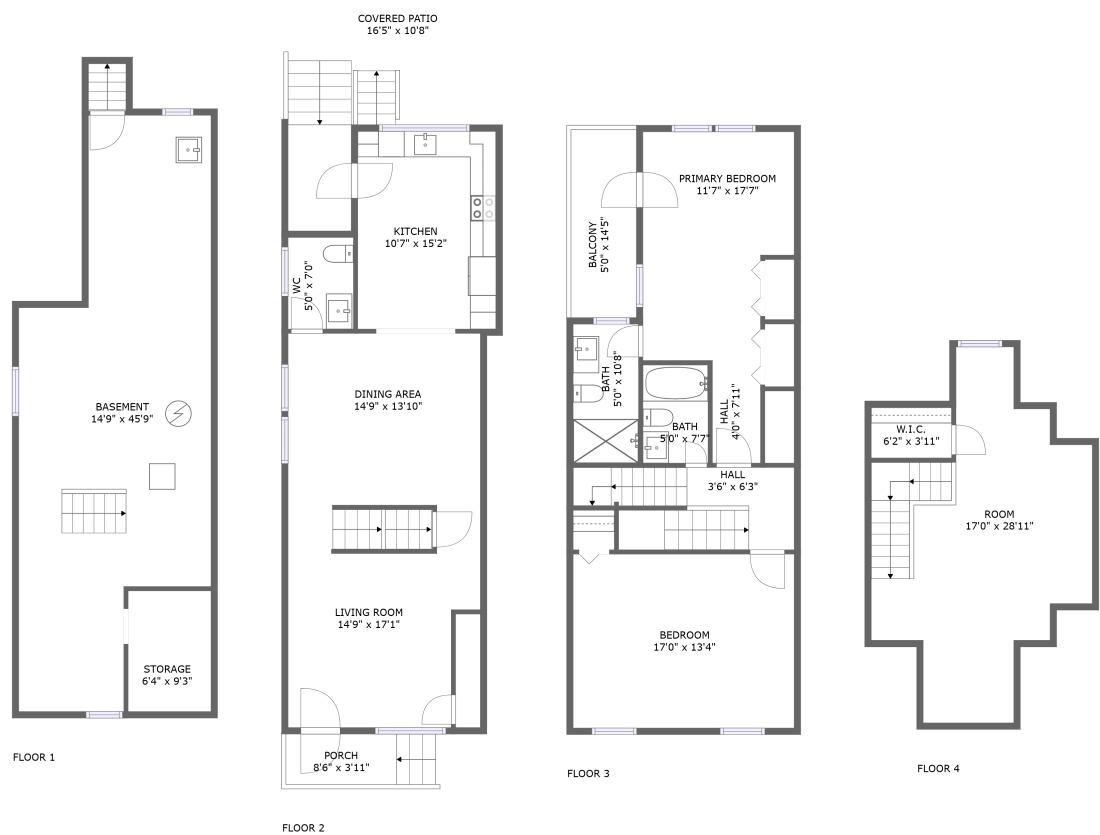 COVERED PATIO
16'5" x 10'8"
BASEMENT
14'9" x 45'9"
STORAGE
6'4" x 9'3"
FLOOR 1
KITCHEN
10'7" x 15'2"
WC
5'0" x 7'0"
DINING AREA
14'9" x 13'10"
LIVING ROOM
14'9" x 17'1"
PORCH
8'6" x 3'11"
FLOOR 2
PRIMARY BEDROOM
11'7" x 17'7"
BALCONY
5'0" x 14'5"
BATH
5'0" x 10'8"
BATH
5'0" x 7'7"
HALL
4'0" x 7'11"
HALL
3'6" x 6'3"
BEDROOM
17'0" x 13'4"
FLOOR 3
W.I.C.
6'2" x 3'11"
ROOM
17'0" x 28'11"
FLOOR 4